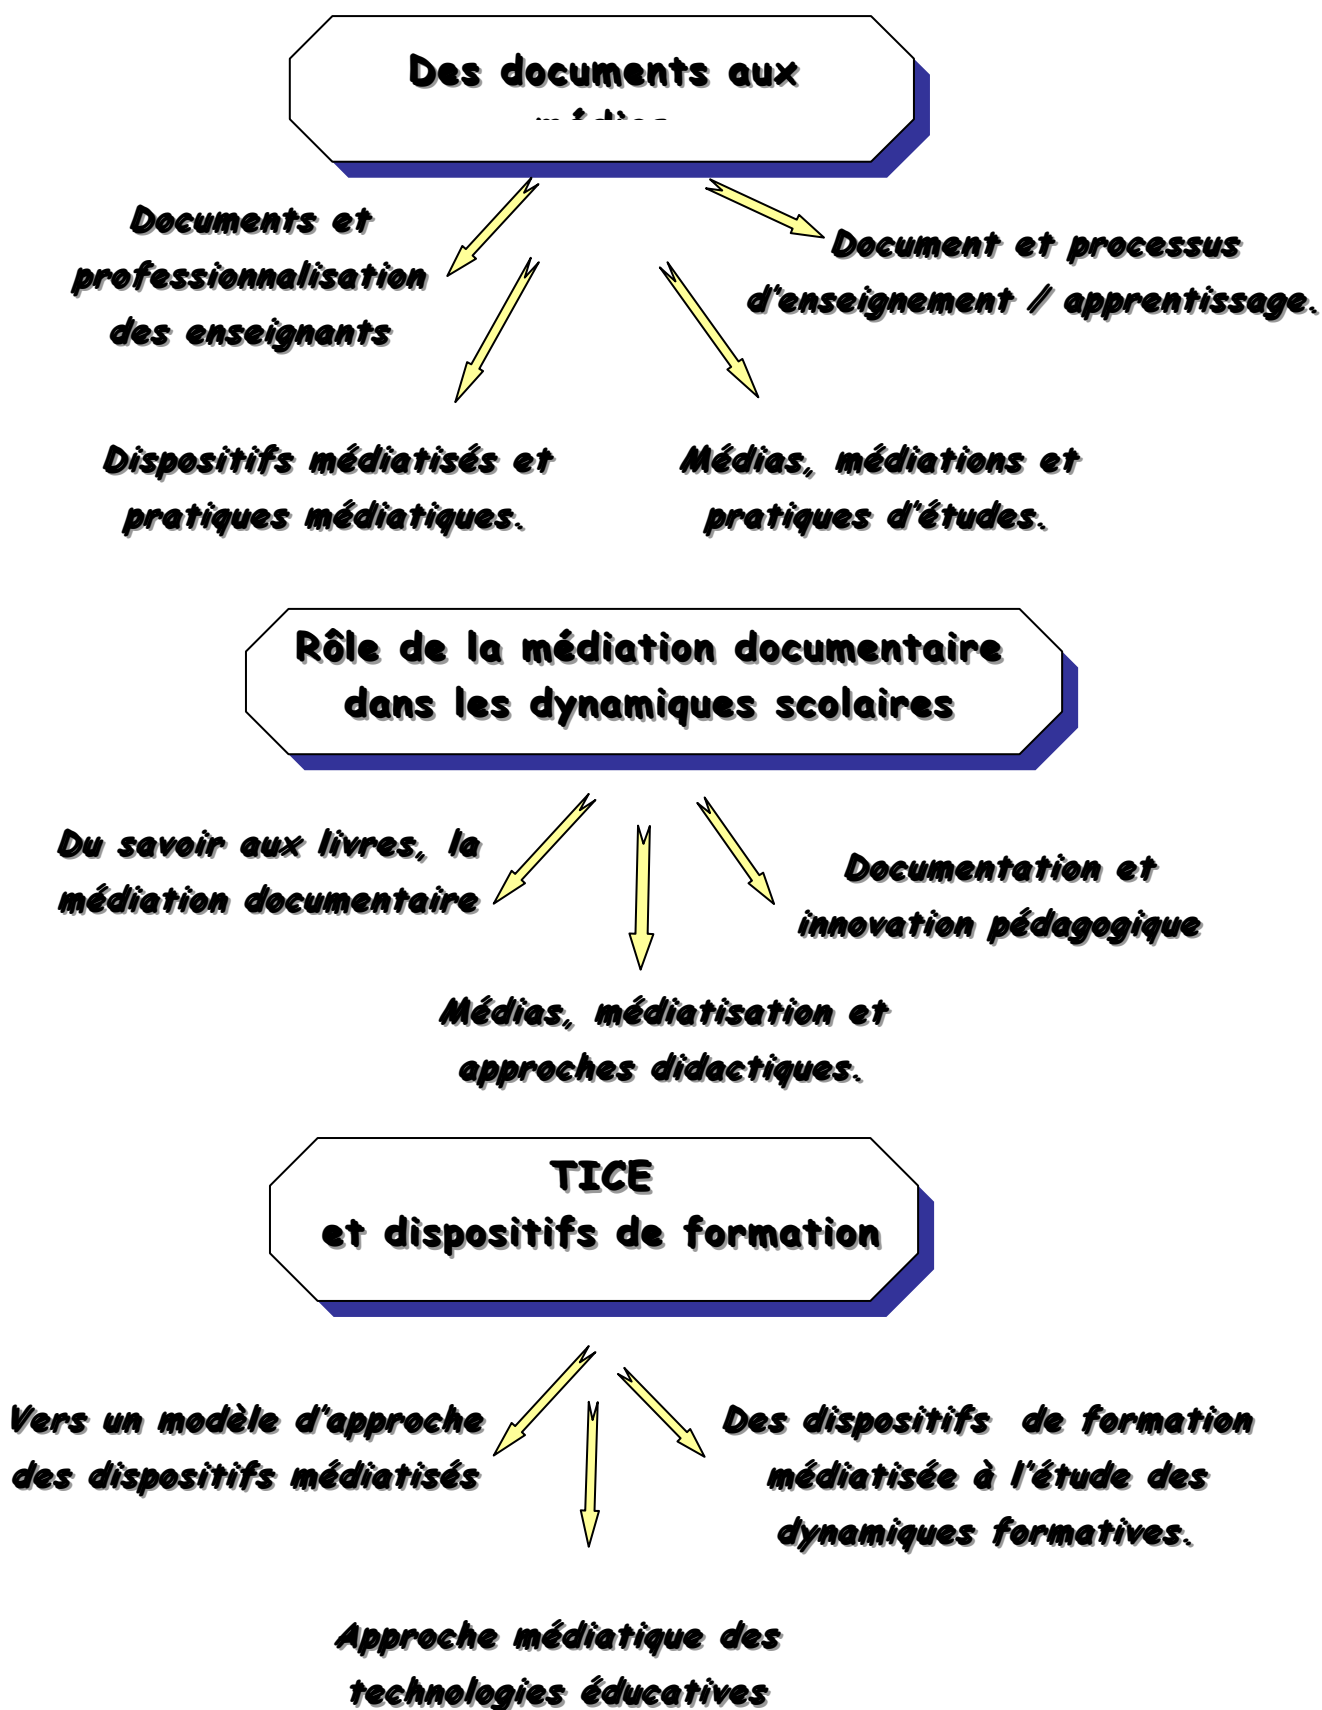 Des documents aux
médias
Documents et
professionnalisation
des enseignants
Document et processus
d'enseignement / apprentissage.
Dispositifs médiatisés et
pratiques médiatiques.
Médias, médiations et
pratiques d'études.
Rôle de la médiation documentaire
dans les dynamiques scolaires
Du savoir aux livres, la
médiation documentaire
Documentation et
innovation pédagogique
Médias, médiatisation et
approches didactiques.
TICE
et dispositifs de formation
Vers un modèle d'approche
des dispositifs médiatisés
Des dispositifs de formation
médiatisée à l'étude des
dynamiques formatives.
Approche médiatique des
technologies éducatives